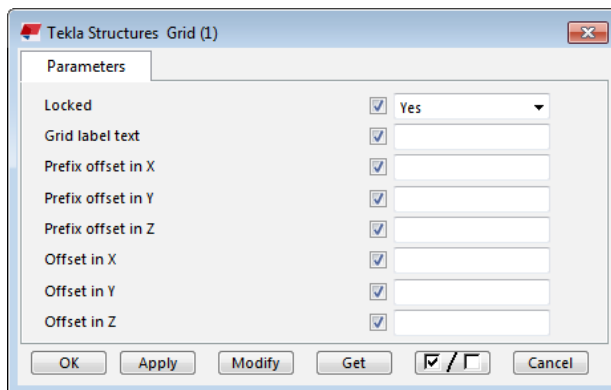 Tekla Structures Grid (1)
Parameters
Locked Yes
Grid label text
Prefix offset in X
Prefix offset in Y
Prefix offset in Z
Offset in X
Offset in Y
Offset in Z
OK Apply Modify Get / Cancel